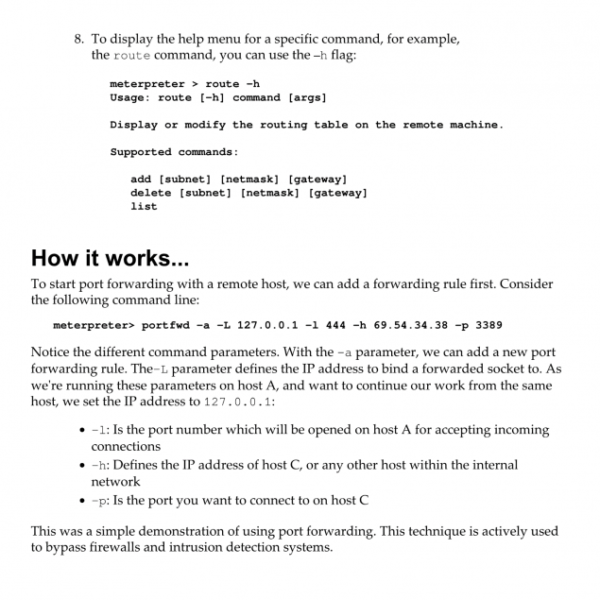 8. To display the help menu for a specific command, for example,
the route command, you can use the –h flag:
meterpreter > route –h
Usage: route [-h] command [args]
Display or modify the routing table on the remote machine.
Supported commands:
add [subnet] [netmask] [gateway]
delete [subnet] [netmask] [gateway]
list
How it works...
To start port forwarding with a remote host, we can add a forwarding rule first. Consider
the following command line:
meterpreter> portfwd -a -L 127.0.0.1 -l 444 -h 69.54.34.38 -p 3389
Notice the different command parameters. With the -a parameter, we can add a new port
forwarding rule. The-L parameter defines the IP address to bind a forwarded socket to. As
we're running these parameters on host A, and want to continue our work from the same
host, we set the IP address to 127.0.0.1:
• -l: Is the port number which will be opened on host A for accepting incoming
connections
• -h: Defines the IP address of host C, or any other host within the internal
network
• -p: Is the port you want to connect to on host C
This was a simple demonstration of using port forwarding. This technique is actively used
to bypass firewalls and intrusion detection systems.